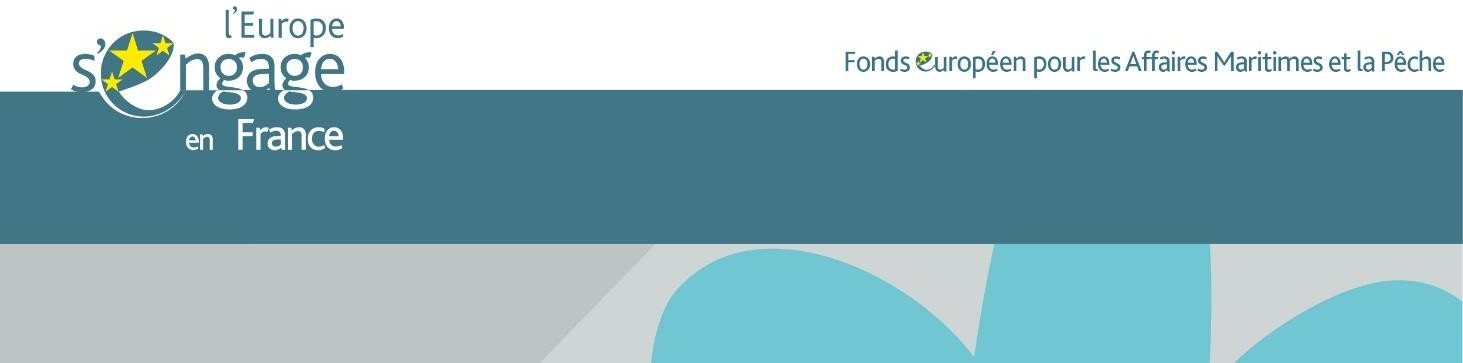 l'Europe
s'engage
en France
Fonds européen pour les Affaires Maritimes et la Pêche